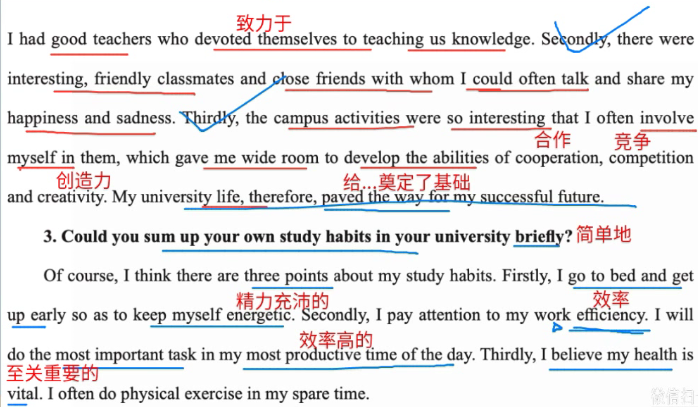 致力于
I had good teachers who devoted themselves to teaching us knowledge. Secondly, there were
interesting, friendly classmates and close friends with whom I could often talk and share my
happiness and sadness. Thirdly, the campus activities were so interesting that I often involve
合作 竞争
myself in them, which gave me wide room to develop the abilities of cooperation, competition
创造力 给...奠定了基础
and creativity. My university life, therefore, paved the way for my successful future.
3. Could you sum up your own study habits in your university briefly? 简单地
Of course, I think there are three points about my study habits. Firstly, I go to bed and get
精力充沛的 效率
up early so as to keep myself energetic. Secondly, I pay attention to my work efficiency. I will
效率高的
do the most important task in my most productive time of the day. Thirdly, I believe my health is
至关重要的
vital. I often do physical exercise in my spare time.